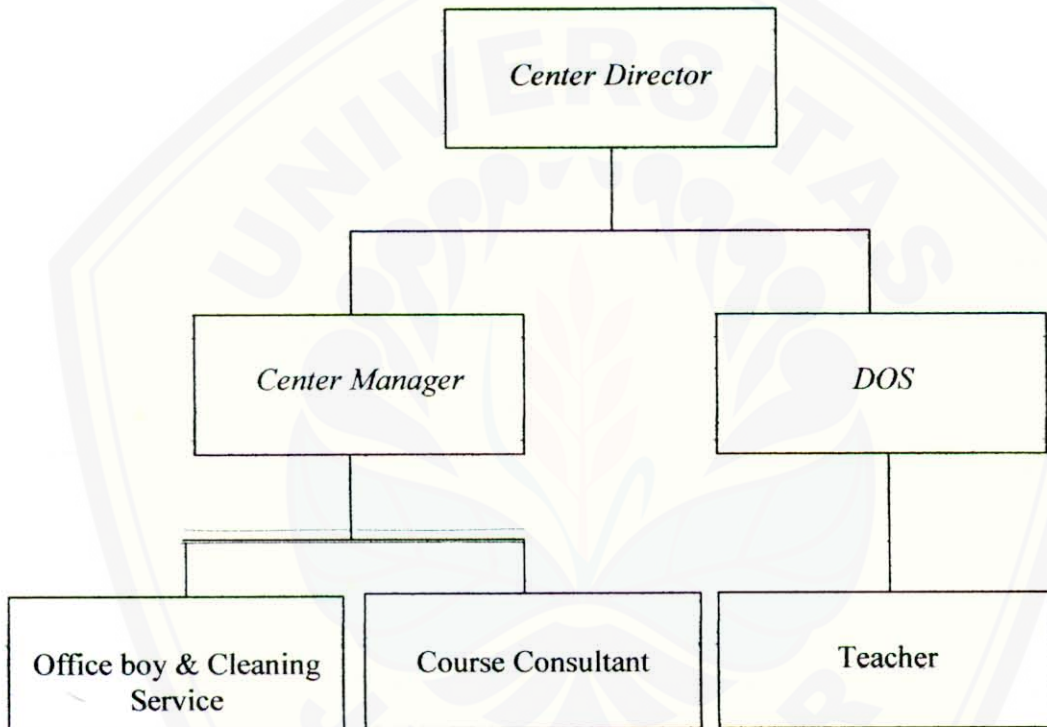 UNIVERSITAS
Center Director
Center Manager
DOS
Office boy & Cleaning
Service
Course Consultant
Teacher